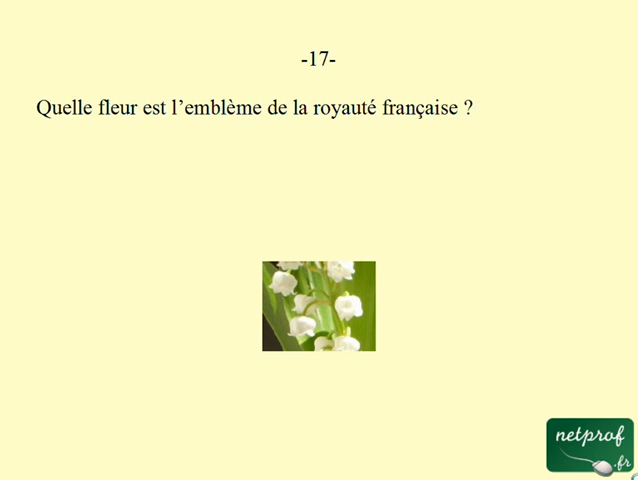 -17-
Quelle fleur est l’emblème de la royauté française ?
netprof
.fr